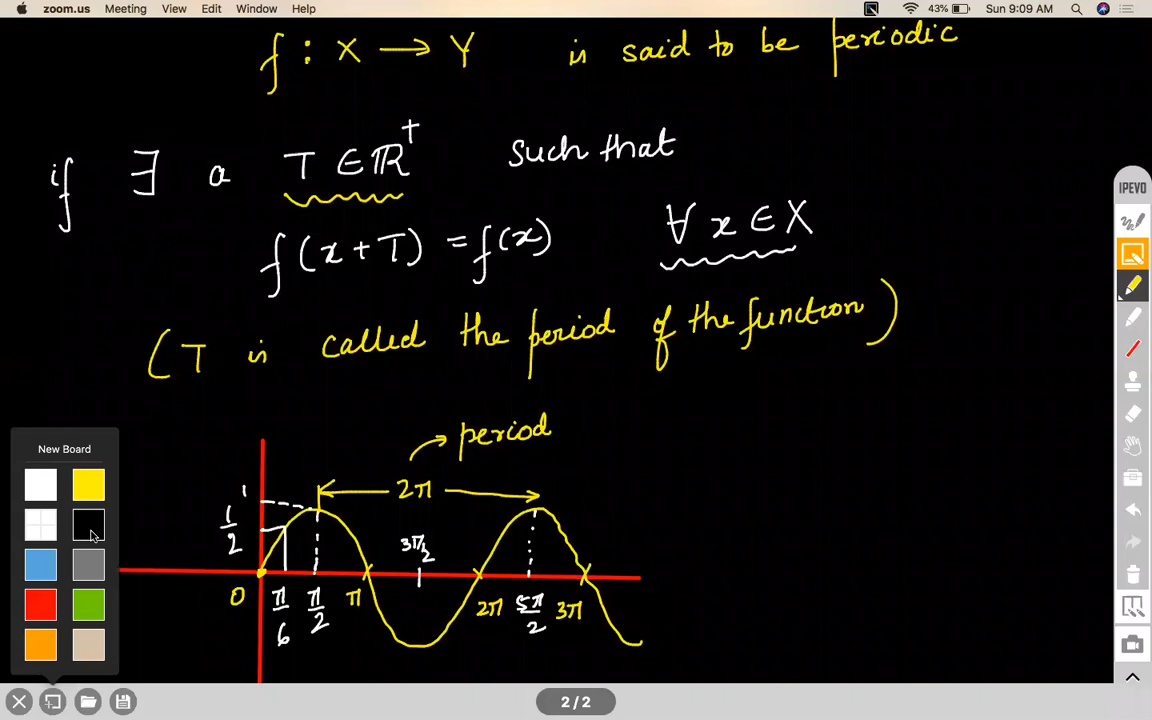 zoom.us Meeting View Edit Window Help 43% Sun 9:09 AM
f : X → Y is said to be periodic
if ∃ a T ∈ ℝ⁺ such that
f(x+T) = f(x) ∀ x ∈ X
(T is called the period of the function)
period
2π
1
1/2
3π/2
0 π/6 π/2 π 2π 5π/2 3π
New Board
IPEVO
2/2